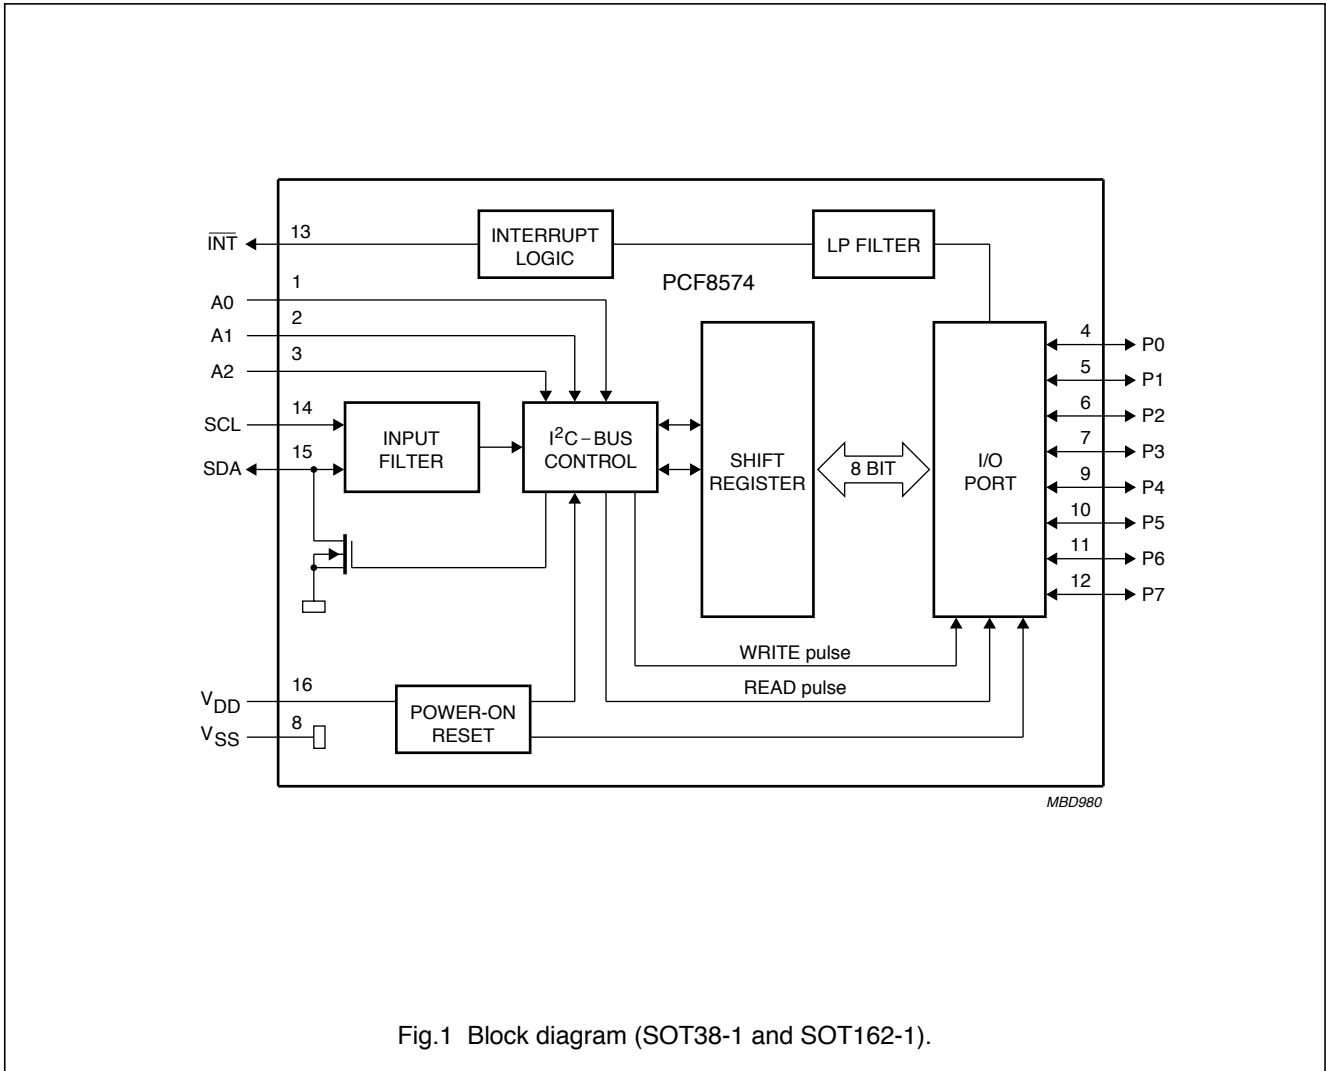 INT
13
INTERRUPT
LOGIC
LP FILTER
PCF8574
A0
1
A1
2
A2
3
SCL
14
SDA
15
INPUT
FILTER
I²C–BUS
CONTROL
SHIFT
REGISTER
8 BIT
I/O
PORT
4 P0
5 P1
6 P2
7 P3
9 P4
10 P5
11 P6
12 P7
WRITE pulse
READ pulse
VDD
16
VSS
8
POWER-ON
RESET
MBD980
Fig.1 Block diagram (SOT38-1 and SOT162-1).